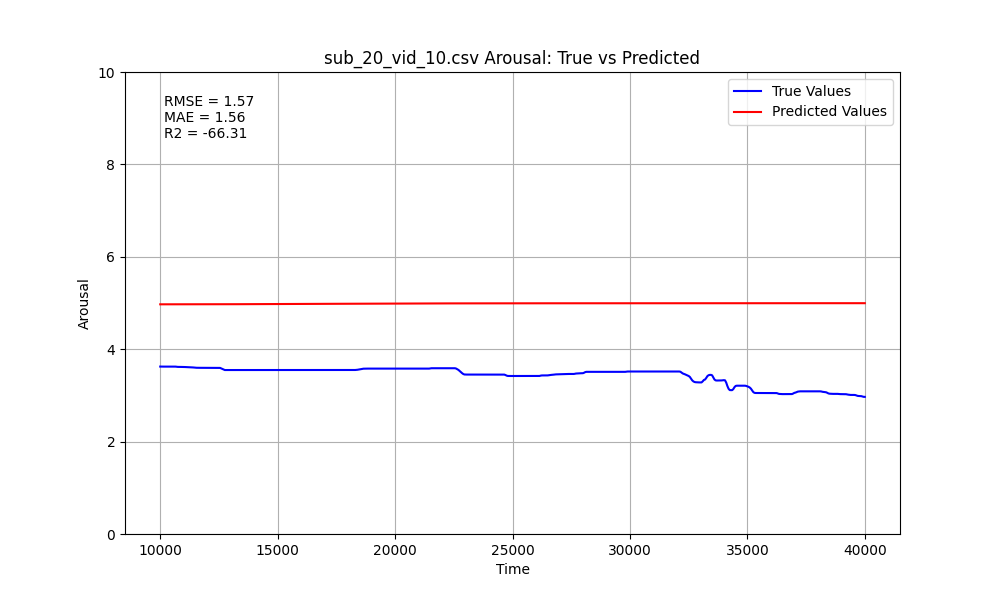 sub_20_vid_10.csv Arousal: True vs Predicted
RMSE = 1.57
MAE = 1.56
R2 = -66.31
True Values
Predicted Values
10
8
6
4
2
0
Arousal
10000 15000 20000 25000 30000 35000 40000
Time